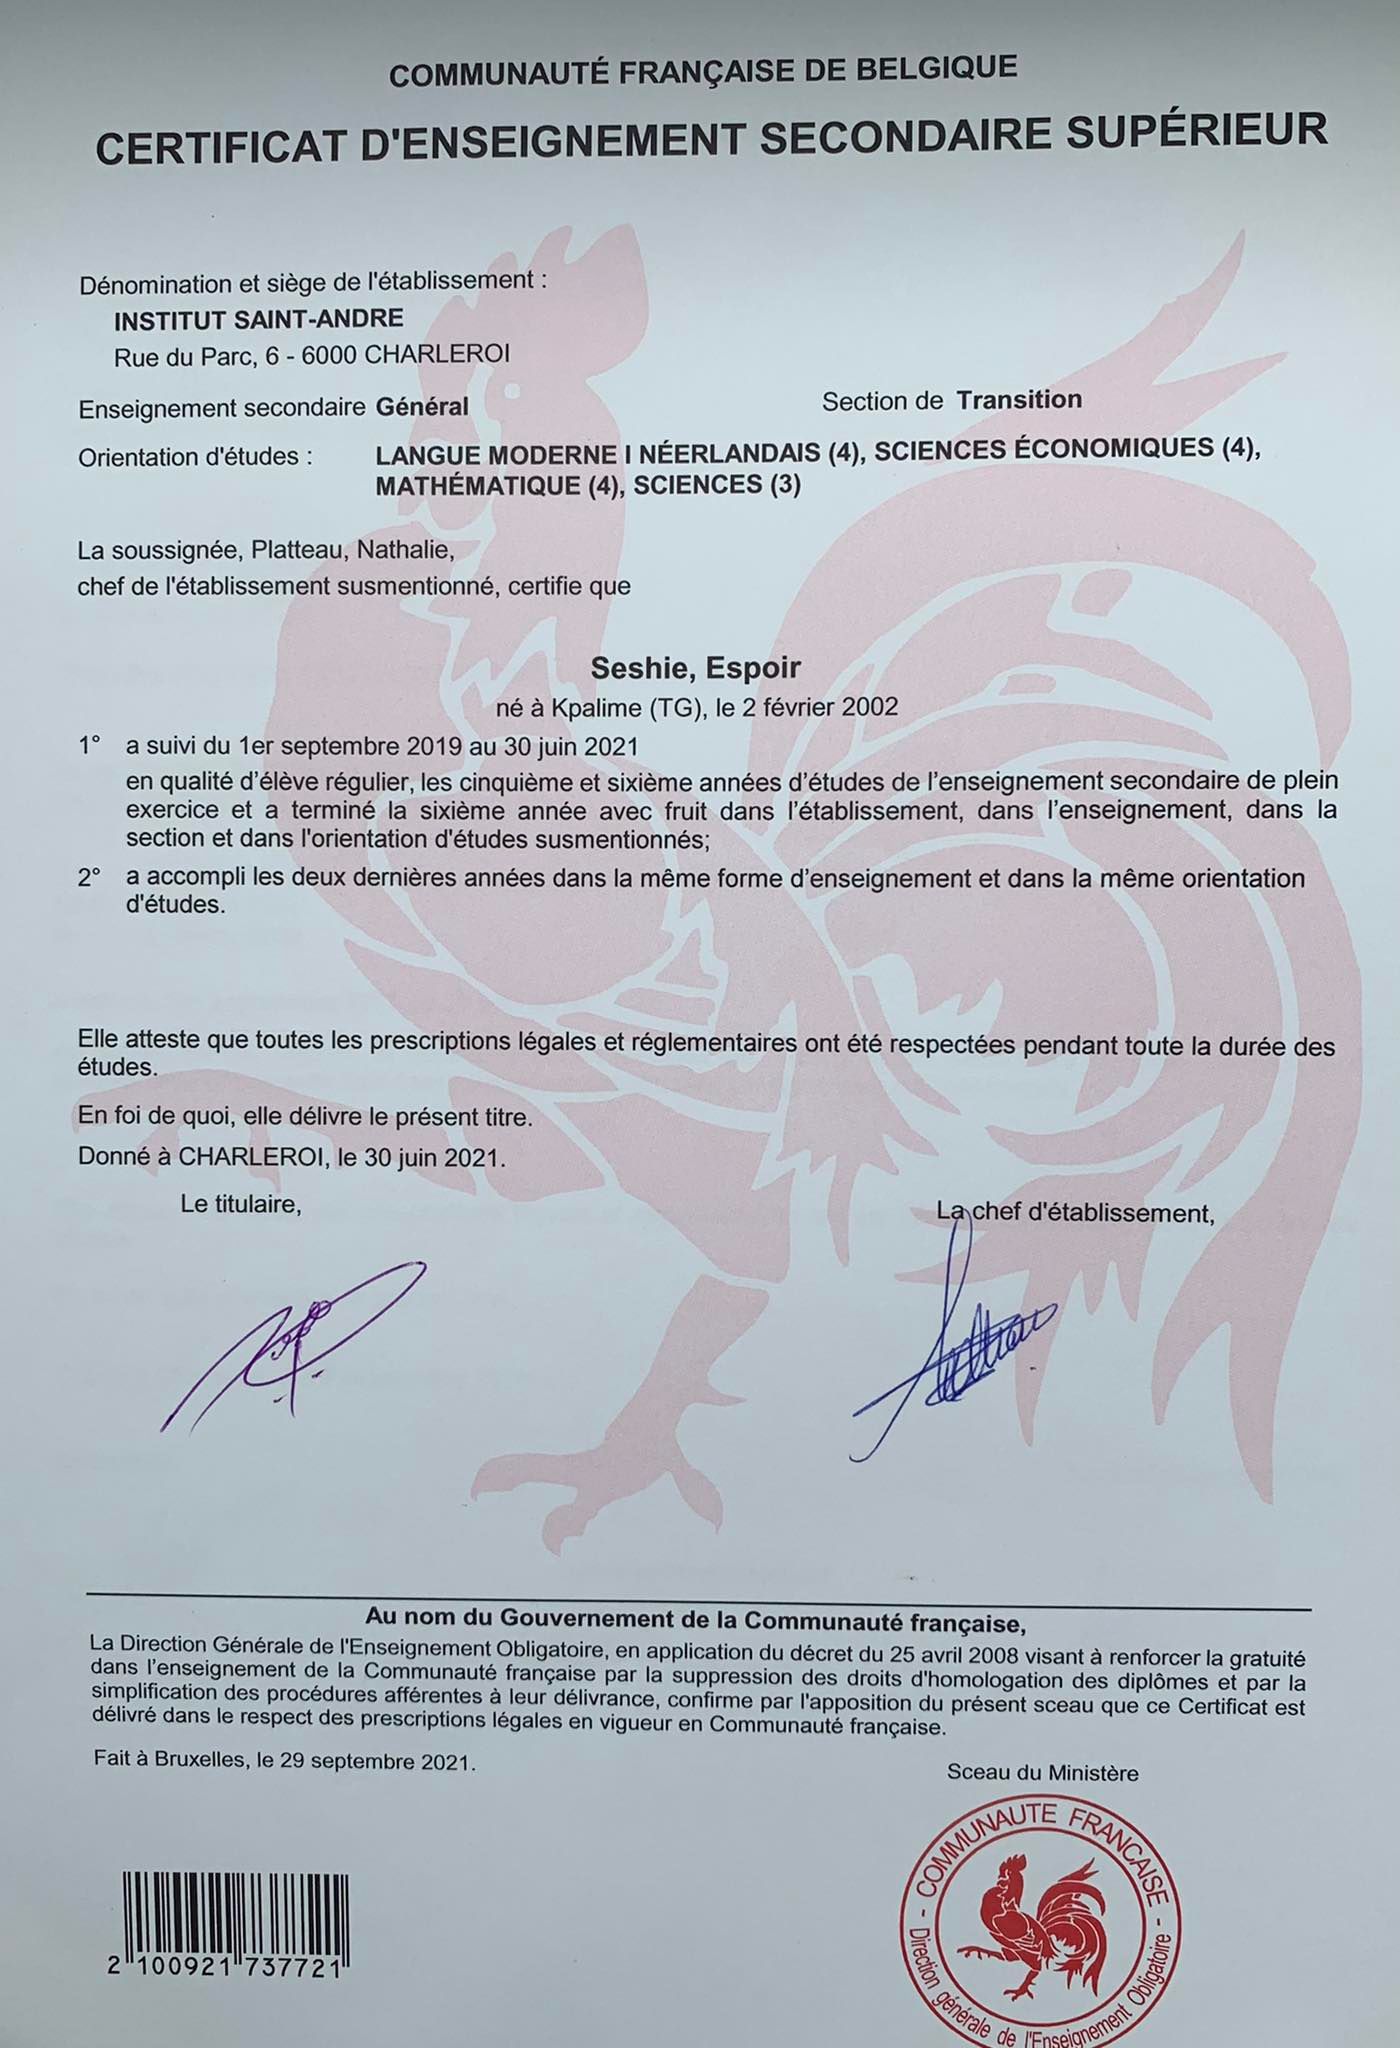 COMMUNAUTÉ FRANÇAISE DE BELGIQUE
CERTIFICAT D'ENSEIGNEMENT SECONDAIRE SUPÉRIEUR
Dénomination et siège de l'établissement :
INSTITUT SAINT-ANDRE
Rue du Parc, 6 - 6000 CHARLEROI
Enseignement secondaire Général Section de Transition
Orientation d'études : LANGUE MODERNE I NÉERLANDAIS (4), SCIENCES ÉCONOMIQUES (4),
MATHÉMATIQUE (4), SCIENCES (3)
La soussignée, Platteau, Nathalie,
chef de l'établissement susmentionné, certifie que
Seshie, Espoir
né à Kpalime (TG), le 2 février 2002
1° a suivi du 1er septembre 2019 au 30 juin 2021
en qualité d'élève régulier, les cinquième et sixième années d'études de l'enseignement secondaire de plein
exercice et a terminé la sixième année avec fruit dans l'établissement, dans l'enseignement, dans la
section et dans l'orientation d'études susmentionnés;
2° a accompli les deux dernières années dans la même forme d'enseignement et dans la même orientation
d'études.
Elle atteste que toutes les prescriptions légales et réglementaires ont été respectées pendant toute la durée des
études.
En foi de quoi, elle délivre le présent titre.
Donné à CHARLEROI, le 30 juin 2021.
Le titulaire, La chef d'établissement,
Au nom du Gouvernement de la Communauté française,
La Direction Générale de l'Enseignement Obligatoire, en application du décret du 25 avril 2008 visant à renforcer la gratuité
dans l'enseignement de la Communauté française par la suppression des droits d'homologation des diplômes et par la
simplification des procédures afférentes à leur délivrance, confirme par l'apposition du présent sceau que ce Certificat est
délivré dans le respect des prescriptions légales en vigueur en Communauté française.
Fait à Bruxelles, le 29 septembre 2021.
Sceau du Ministère
- COMMUNAUTE FRANCAISE -
Direction générale de l'Enseignement Obligatoire
2 100921 737721